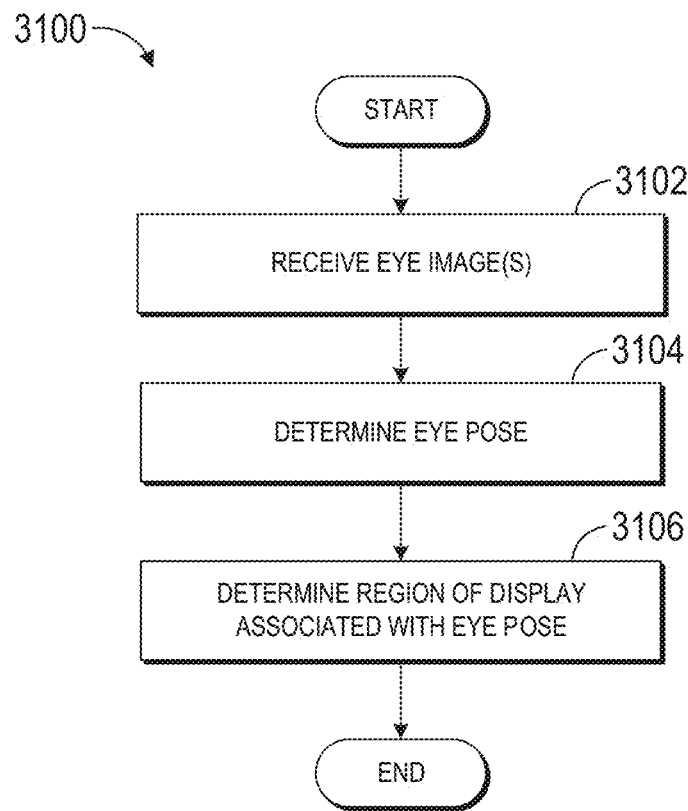 3100
START
3102
RECEIVE EYE IMAGE(S)
3104
DETERMINE EYE POSE
3106
DETERMINE REGION OF DISPLAY
ASSOCIATED WITH EYE POSE
END